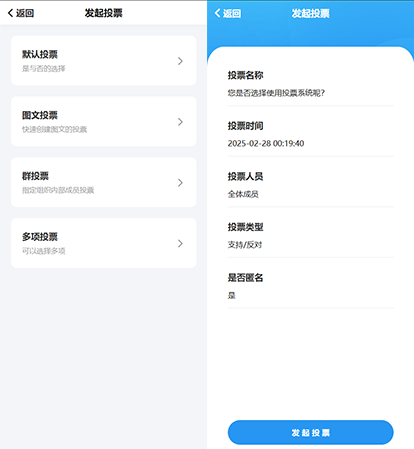 返回
发起投票
默认投票
是与否的选择
图文投票
快速创建图文的投票
群投票
指定组织内部成员投票
多项投票
可以选择多项
返回
发起投票
投票名称
您是否选择使用投票系统呢？
投票时间
2025-02-28 00:19:40
投票人员
全体成员
投票类型
支持/反对
是否匿名
是
发起投票